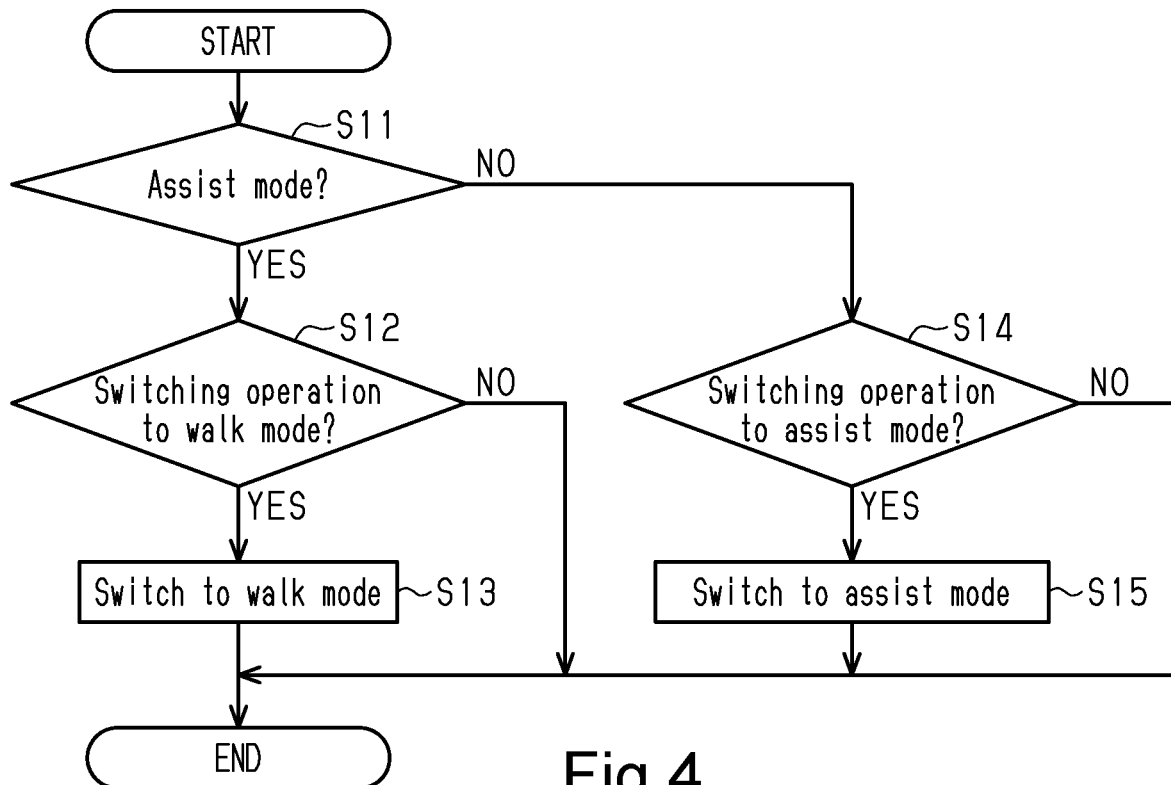 START
S11
Assist mode?
NO
YES
S12
Switching operation
to walk mode?
NO
YES
S14
Switching operation
to assist mode?
NO
YES
Switch to walk mode
S13
Switch to assist mode
S15
END
Fig.4